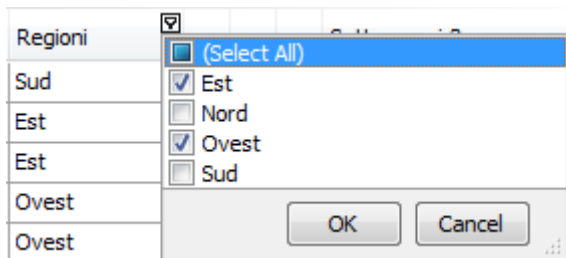 Regioni
Sud
Est
Est
Ovest
Ovest
(Select All)
Est
Nord
Ovest
Sud
OK
Cancel